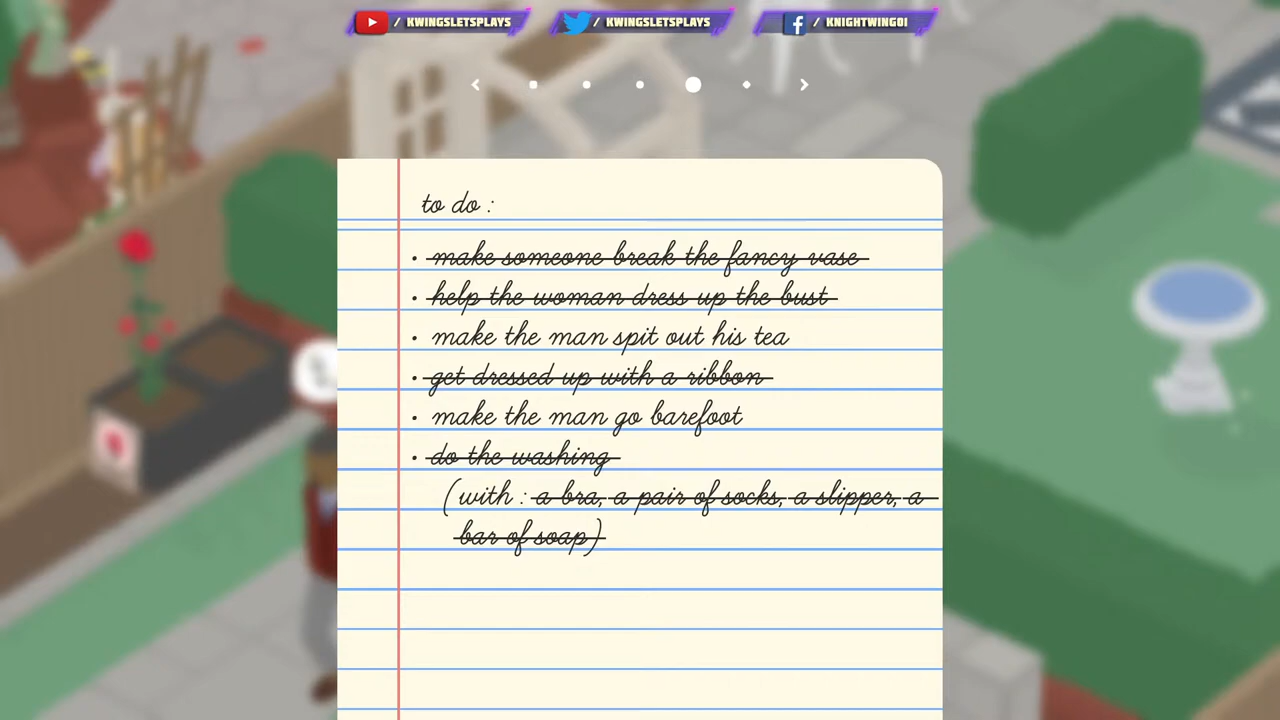 / KWINGSLETSPLAYS / KWINGSLETSPLAYS / KNIGHTWING01
to do :
• make someone break the fancy vase
• help the woman dress up the bust
• make the man spit out his tea
• get dressed up with a ribbon
• make the man go barefoot
• do the washing
(with : a bra, a pair of socks, a slipper, a
bar of soap)